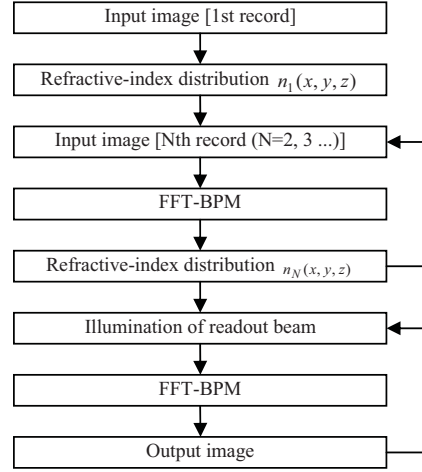 Input image [1st record]
Refractive-index distribution n₁(x, y, z)
Input image [Nth record (N=2, 3 ...)]
FFT-BPM
Refractive-index distribution n_N(x, y, z)
Illumination of readout beam
FFT-BPM
Output image